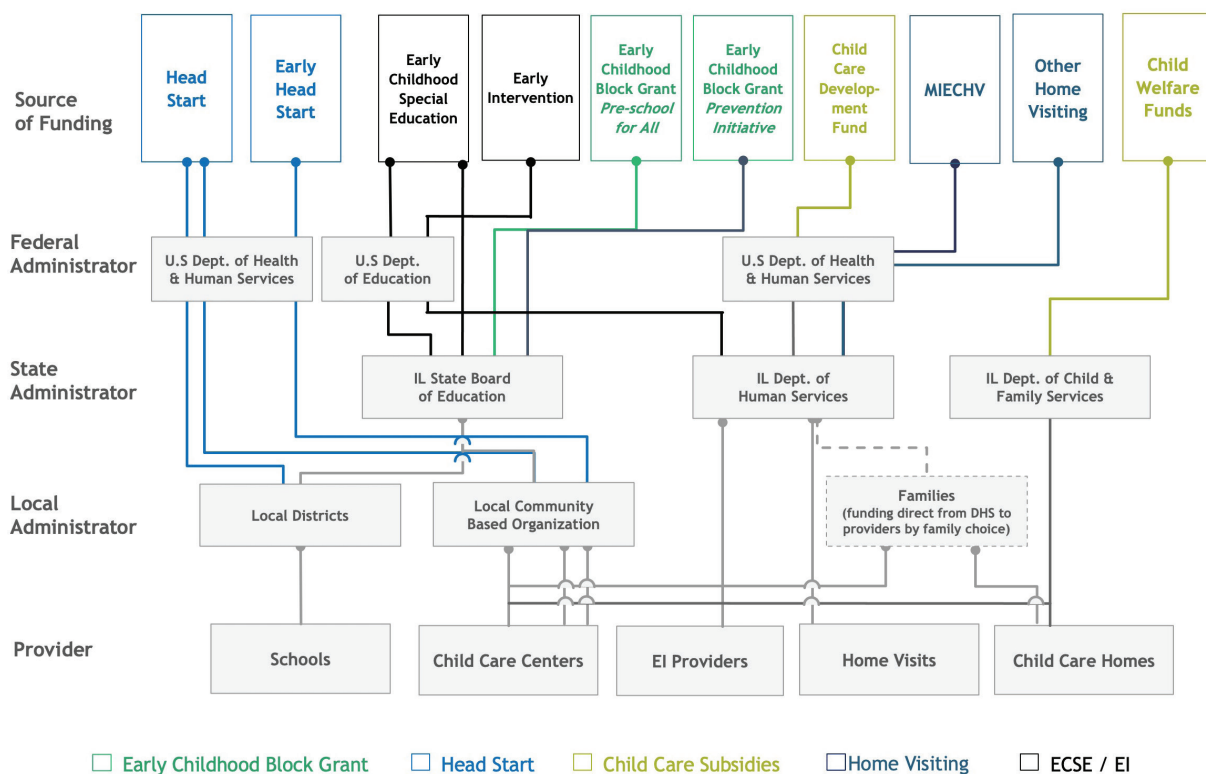 Source
of Funding
Head
Start
Early
Head
Start
Early
Childhood
Special
Education
Early
Intervention
Early
Childhood
Block Grant
Pre-school
for All
Early
Childhood
Block Grant
Prevention
Initiative
Child
Care
Develop-
ment
Fund
MIECHV
Other
Home
Visiting
Child
Welfare
Funds
Federal
Administrator
U.S Dept. of Health
& Human Services
U.S Dept.
of Education
U.S Dept. of Health
& Human Services
State
Administrator
IL State Board
of Education
IL Dept. of
Human Services
IL Dept. of Child &
Family Services
Local
Administrator
Local Districts
Local Community
Based Organization
Families
(funding direct from DHS to
providers by family choice)
Provider
Schools
Child Care Centers
EI Providers
Home Visits
Child Care Homes
Early Childhood Block Grant
Head Start
Child Care Subsidies
Home Visiting
ECSE / EI